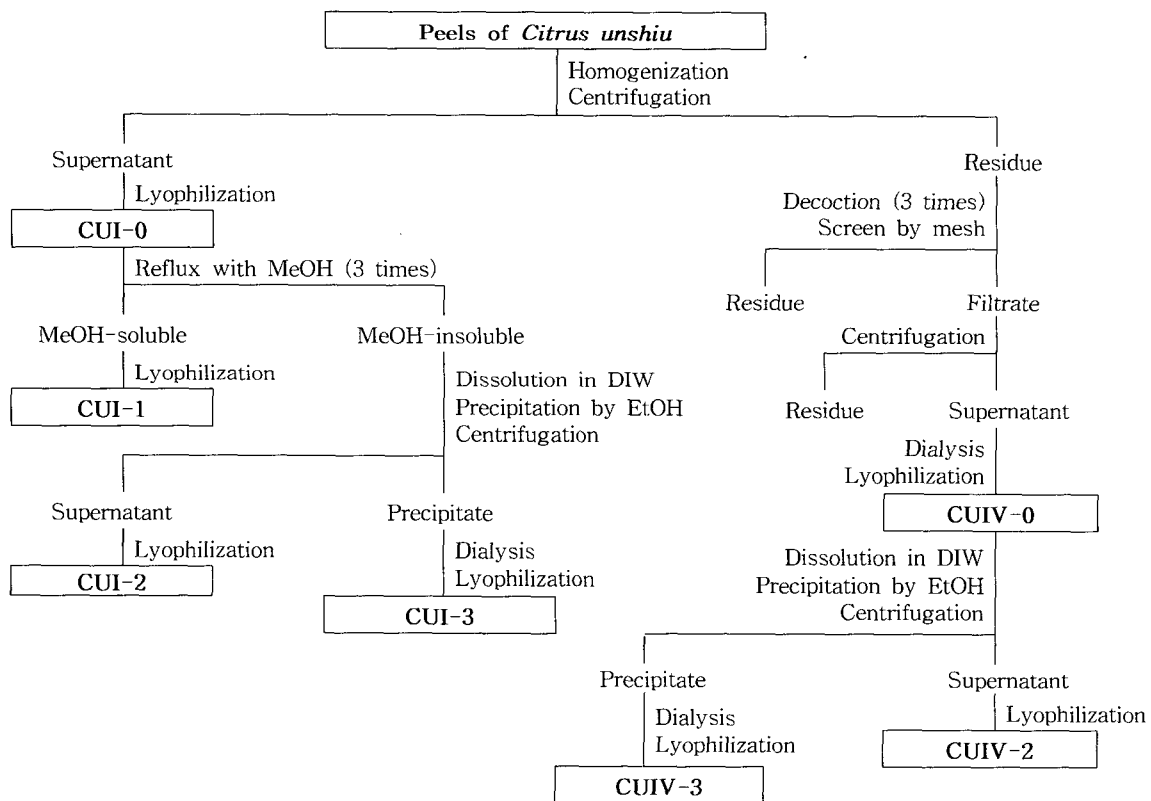 Peels of Citrus unshiu
Homogenization
Centrifugation
Supernatant
Lyophilization
CUI-0
Reflux with MeOH (3 times)
MeOH-soluble
Lyophilization
CUI-1
MeOH-insoluble
Dissolution in DIW
Precipitation by EtOH
Centrifugation
Supernatant
Lyophilization
CUI-2
Precipitate
Dialysis
Lyophilization
CUI-3
Residue
Decoction (3 times)
Screen by mesh
Residue
Filtrate
Centrifugation
Residue
Supernatant
Dialysis
Lyophilization
CUIV-0
Dissolution in DIW
Precipitation by EtOH
Centrifugation
Precipitate
Dialysis
Lyophilization
CUIV-3
Supernatant
Lyophilization
CUIV-2